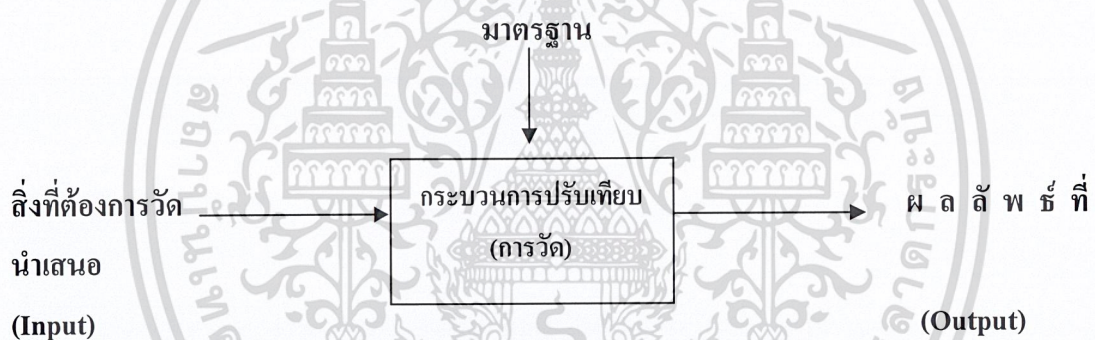 มาตรฐาน
สิ่งที่ต้องการวัด กระบวนการปรับเทียบ ผ ล ลั พ ธ์ ที่
นำเสนอ (การวัด)
(Input) (Output)